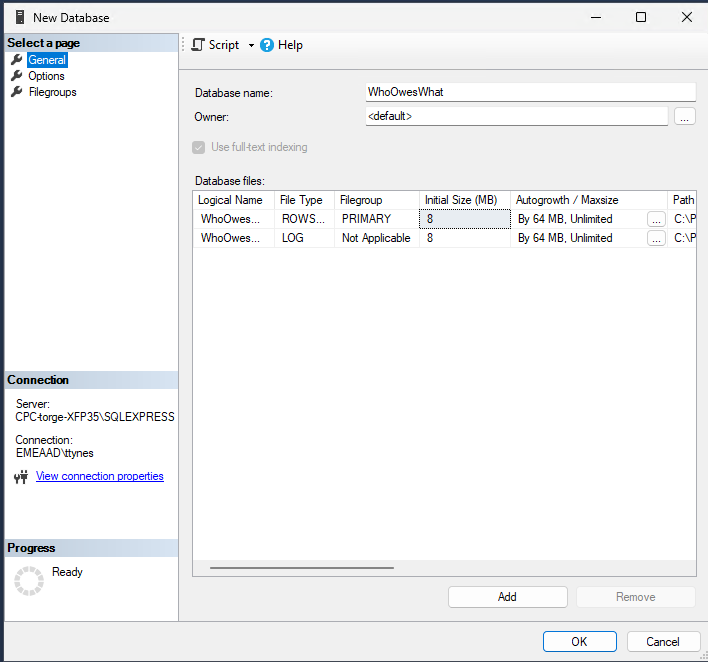 New Database
Select a page
General
Options
Filegroups
Script
Help
Database name:
WhoOwesWhat
Owner:
<default>
...
Use full-text indexing
Database files:
Logical Name File Type Filegroup Initial Size (MB) Autogrowth / Maxsize Path
WhoOwes... ROWS... PRIMARY 8 By 64 MB, Unlimited ... C:\P
WhoOwes... LOG Not Applicable 8 By 64 MB, Unlimited ... C:\P
Connection
Server:
CPC-torge-XFP35\SQLEXPRESS
Connection:
EMEAAD\ttynes
View connection properties
Progress
Ready
Add
Remove
OK
Cancel